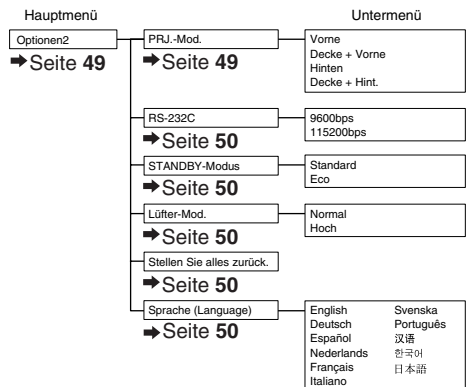 Hauptmenü
Untermenü
Optionen2
➡Seite 49
PRJ.-Mod.
➡Seite 49
Vorne
Decke + Vorne
Hinten
Decke + Hint.
RS-232C
➡Seite 50
9600bps
115200bps
STANDBY-Modus
➡Seite 50
Standard
Eco
Lüfter-Mod.
➡Seite 50
Normal
Hoch
Stellen Sie alles zurück.
➡Seite 50
Sprache (Language)
➡Seite 50
English
Deutsch
Español
Nederlands
Français
Italiano
Svenska
Português
汉语
한국어
日本語